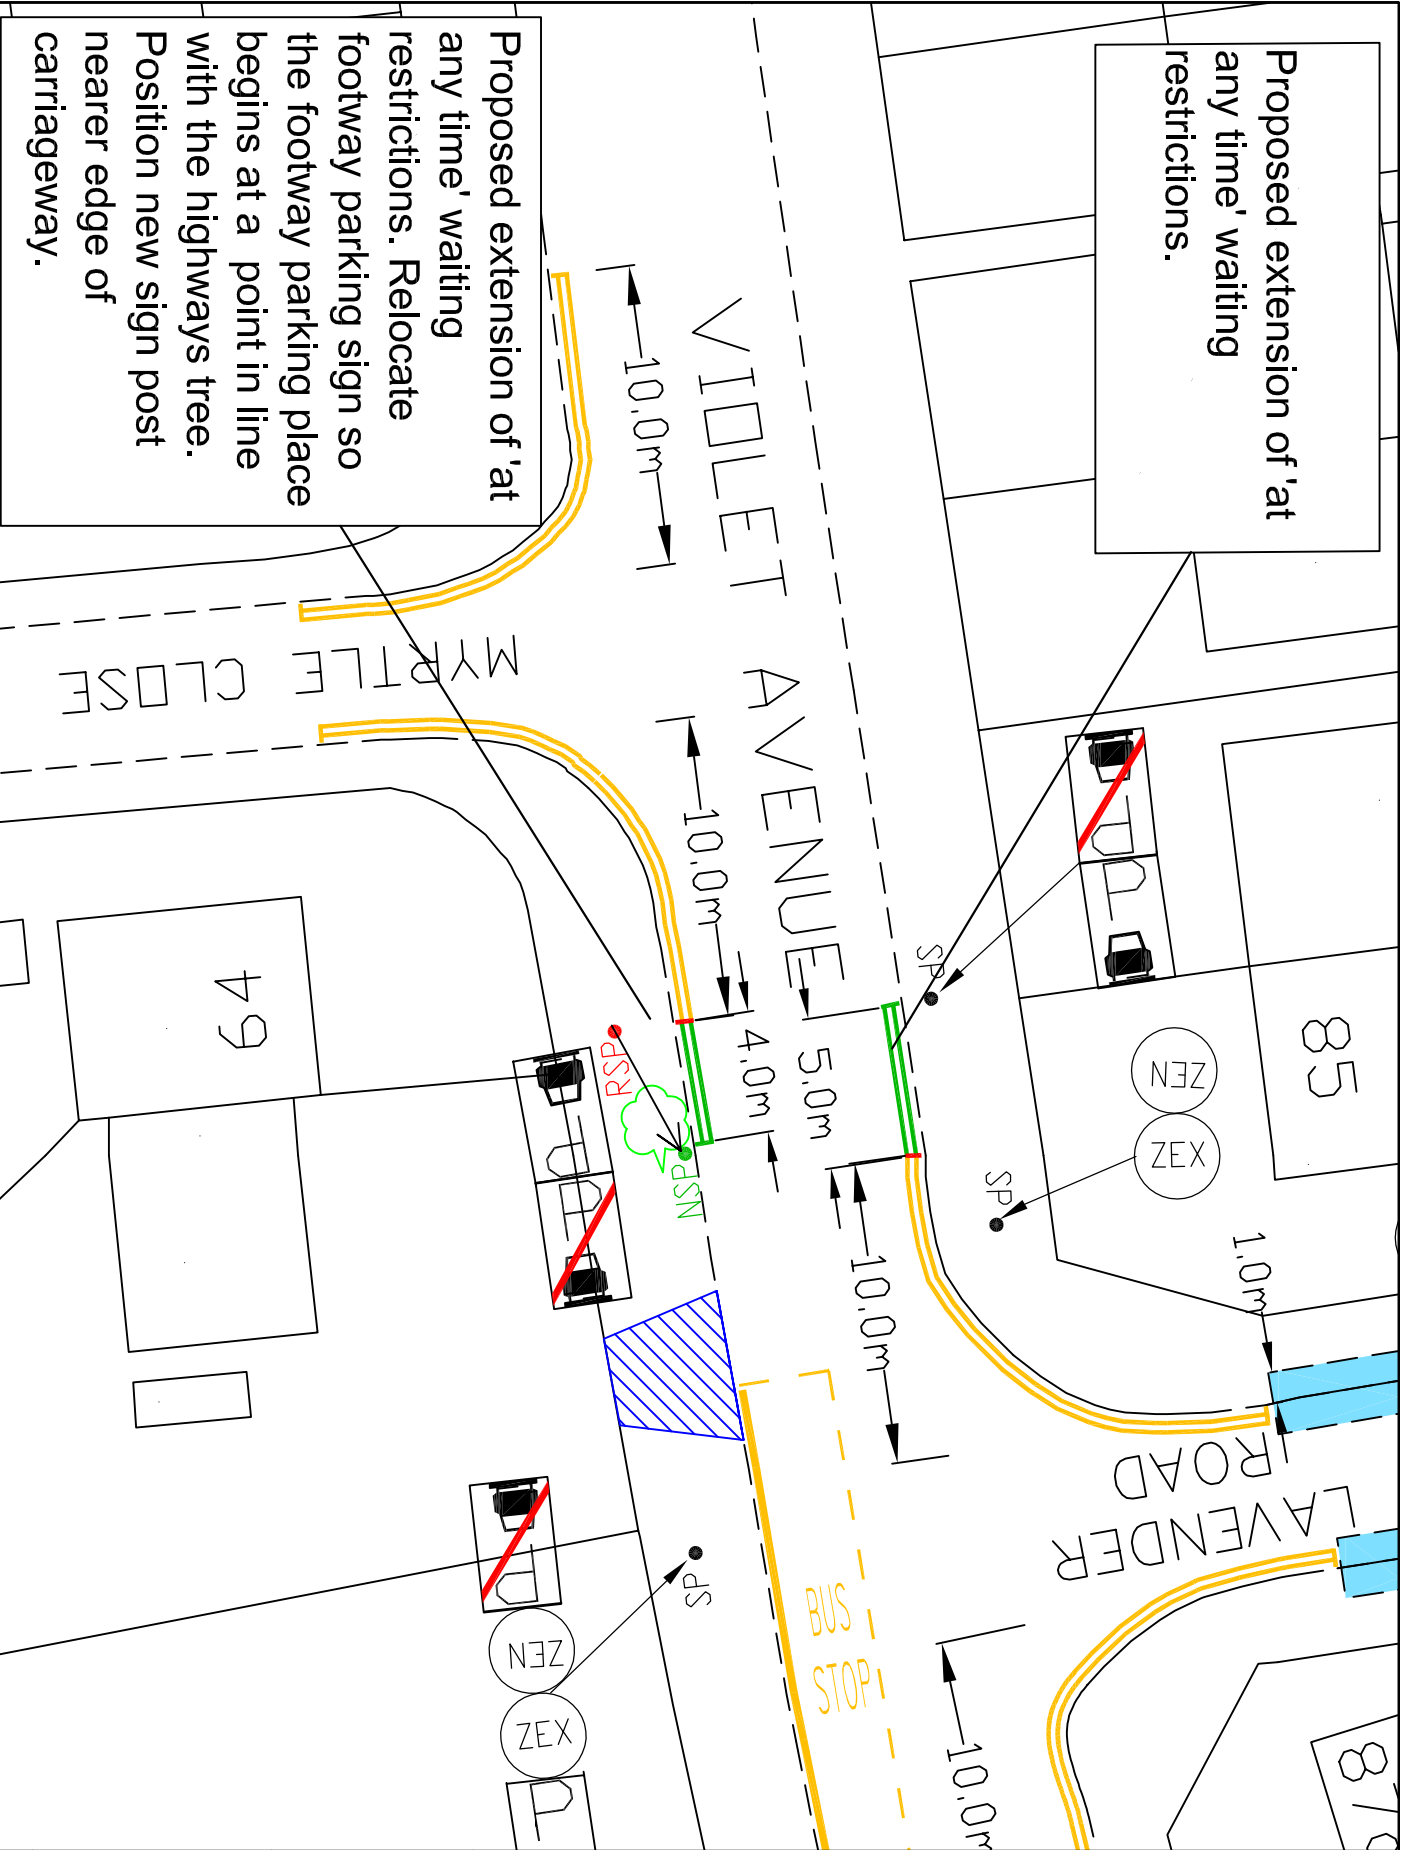 Proposed extension of 'at
any time' waiting
restrictions.
Proposed extension of 'at
any time' waiting
restrictions. Relocate
footway parking sign so
the footway parking place
begins at a point in line
with the highways tree.
Position new sign post
nearer edge of
carriageway.
VIOLET AVENUE
MYRTLE CLOSE
LAVENDER
ROAD
10.0m
10.0m
4.0m
5.0m
10.0m
1.0m
10.0m
85
64
SP
SP
SP
RSP
NSP
ZEN
ZEX
ZEN
ZEX
P
P
P
P
P
P
BUS
STOP